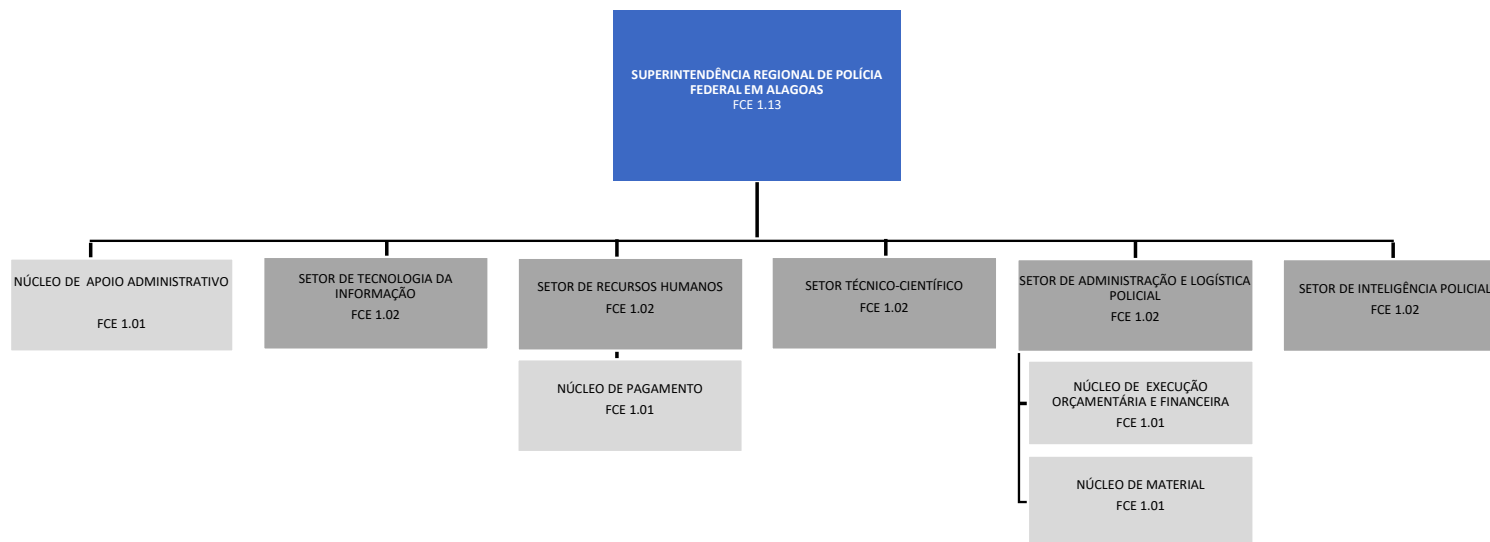 SUPERINTENDÊNCIA REGIONAL DE POLÍCIA
FEDERAL EM ALAGOAS
FCE 1.13
NÚCLEO DE APOIO ADMINISTRATIVO
FCE 1.01
SETOR DE TECNOLOGIA DA
INFORMAÇÃO
FCE 1.02
SETOR DE RECURSOS HUMANOS
FCE 1.02
SETOR TÉCNICO-CIENTÍFICO
FCE 1.02
SETOR DE ADMINISTRAÇÃO E LOGÍSTICA
POLICIAL
FCE 1.02
SETOR DE INTELIGÊNCIA POLICIAL
FCE 1.02
NÚCLEO DE PAGAMENTO
FCE 1.01
NÚCLEO DE EXECUÇÃO
ORÇAMENTÁRIA E FINANCEIRA
FCE 1.01
NÚCLEO DE MATERIAL
FCE 1.01